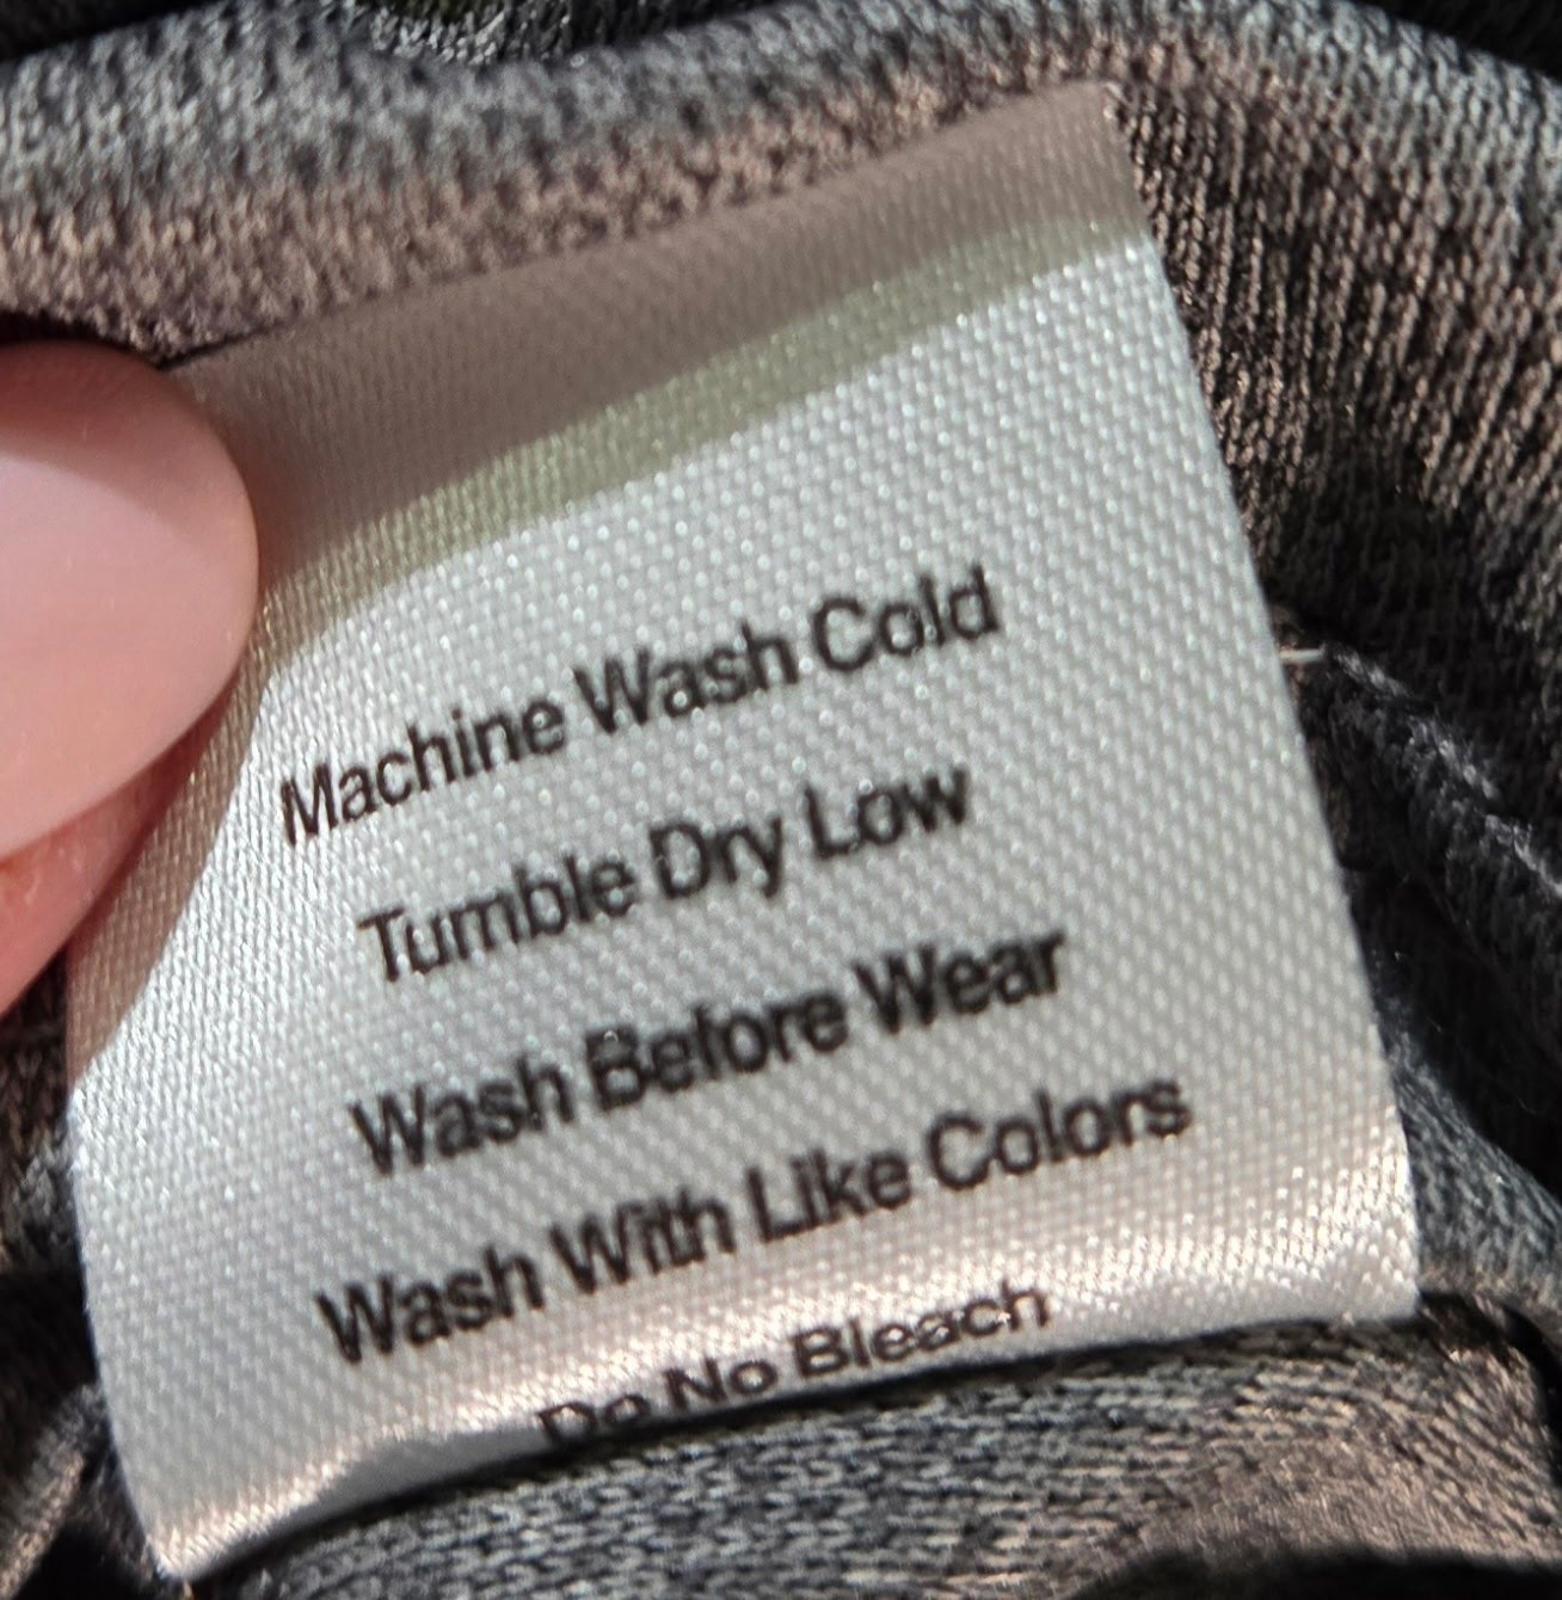 Machine Wash Cold
Tumble Dry Low
Wash Before Wear
Wash With Like Colors
Do No Bleach